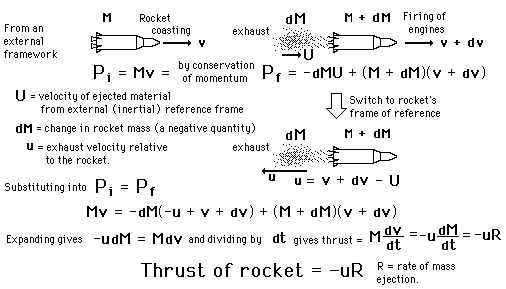 From an
external
framework
M
Rocket
coasting
v
exhaust
dM
U
M + dM
Firing of
engines
v + dv
Pi = Mv =
by conservation
of momentum
Pf = -dMU + (M + dM)(v + dv)
U = velocity of ejected material
from external (inertial) reference frame
dM = change in rocket mass (a negative quantity)
u = exhaust velocity relative
to the rocket.
Switch to rocket's
frame of reference
exhaust
dM
M + dM
u
u = v + dv - U
Substituting into Pi = Pf
Mv = -dM(-u + v + dv) + (M + dM)(v + dv)
Expanding gives -udM = Mdv and dividing by dt gives thrust = M dv/dt = -u dM/dt = -uR
Thrust of rocket = -uR
R = rate of mass
ejection.